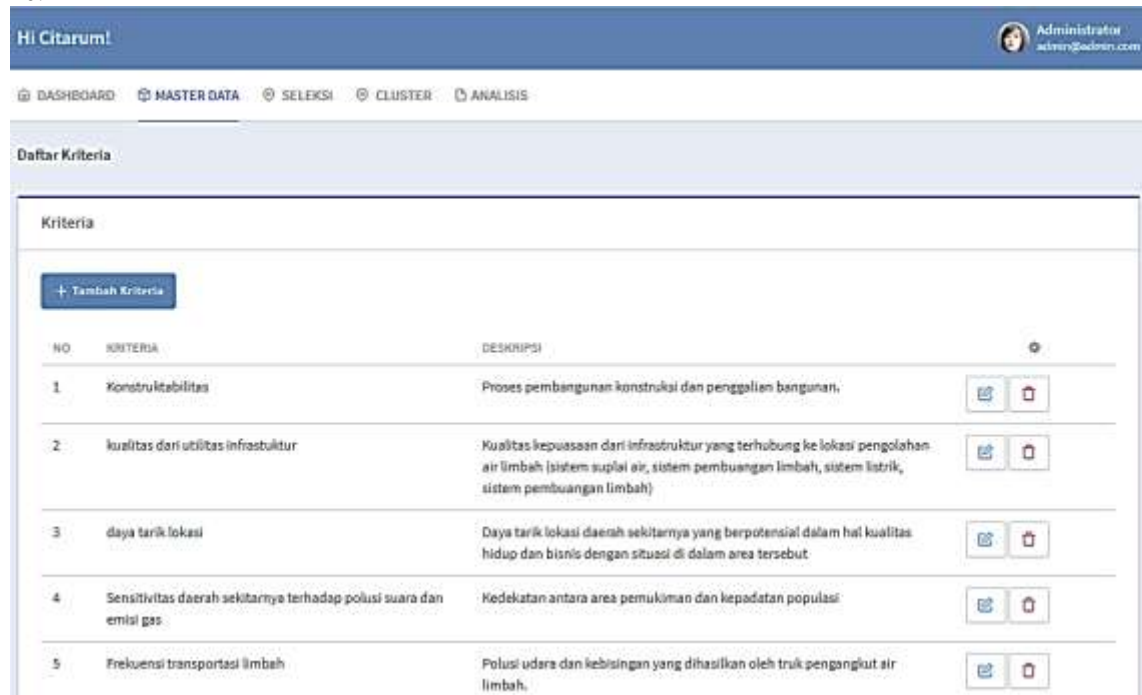 Hi Citarum!
Administrator
admin@admin.com
DASHBOARD MASTER DATA SELEKSI CLUSTER ANALISIS
Daftar Kriteria
Kriteria
+ Tambah Kriteria
NO KRITERIA DESKRIPSI
1 Konstruktabilitas Proses pembangunan konstruksi dan penggalian bangunan.
2 kualitas dari utilitas infrastuktur Kualitas kepuasaan dari infrastruktur yang terhubung ke lokasi pengolahan
air limbah (sistem suplai air, sistem pembuangan limbah, sistem listrik,
sistem pembuangan limbah)
3 daya tarik lokasi Daya tarik lokasi daerah sekitarnya yang berpotensial dalam hal kualitas
hidup dan bisnis dengan situasi di dalam area tersebut
4 Sensitivitas daerah sekitarnya terhadap polusi suara dan Kedekatan antara area pemukiman dan kepadatan populasi
emisi gas
5 Frekuensi transportasi limbah Polusi udara dan kebisingan yang dihasilkan oleh truk pengangkut air
limbah.